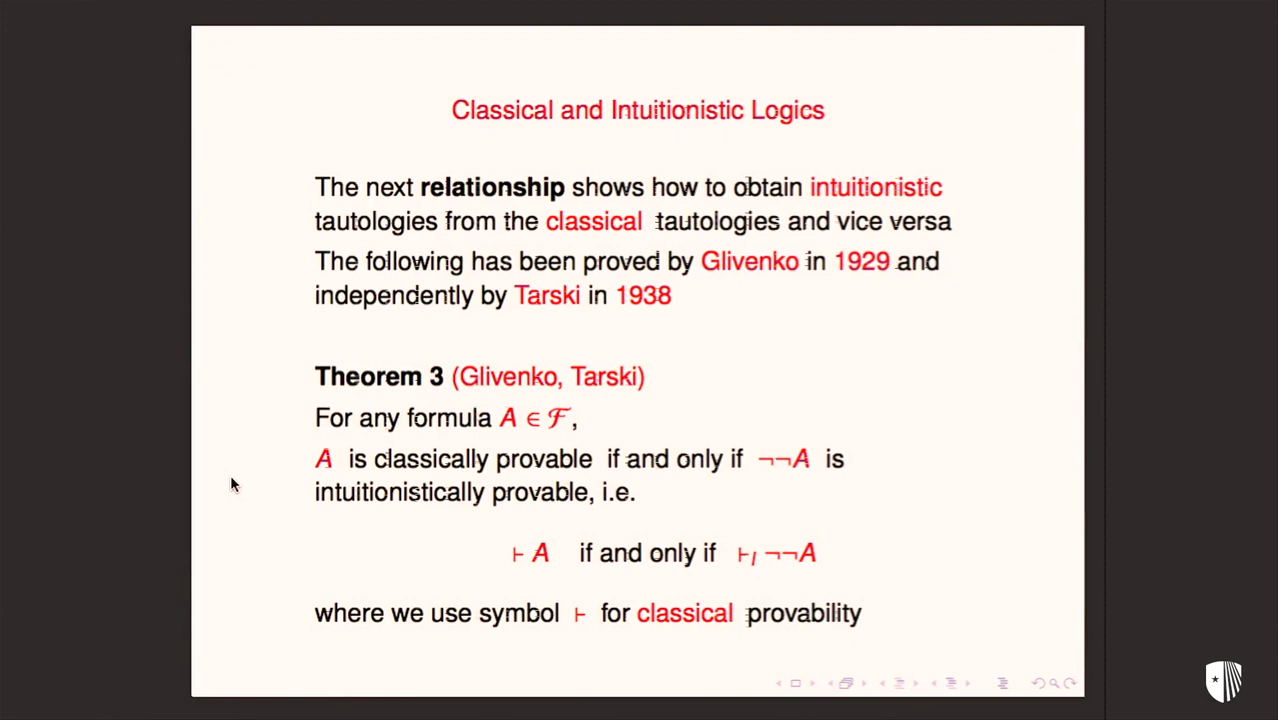 Classical and Intuitionistic Logics
The next relationship shows how to obtain intuitionistic
tautologies from the classical tautologies and vice versa
The following has been proved by Glivenko in 1929 and
independently by Tarski in 1938
Theorem 3 (Glivenko, Tarski)
For any formula A ∈ ℱ,
A is classically provable if and only if ¬¬A is
intuitionistically provable, i.e.
⊢ A if and only if ⊢I ¬¬A
where we use symbol ⊢ for classical provability